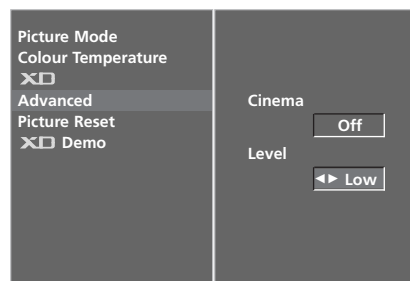 Picture Mode
Colour Temperature
XD
Advanced
Picture Reset
XD Demo
Cinema
Off
Level
◄► Low